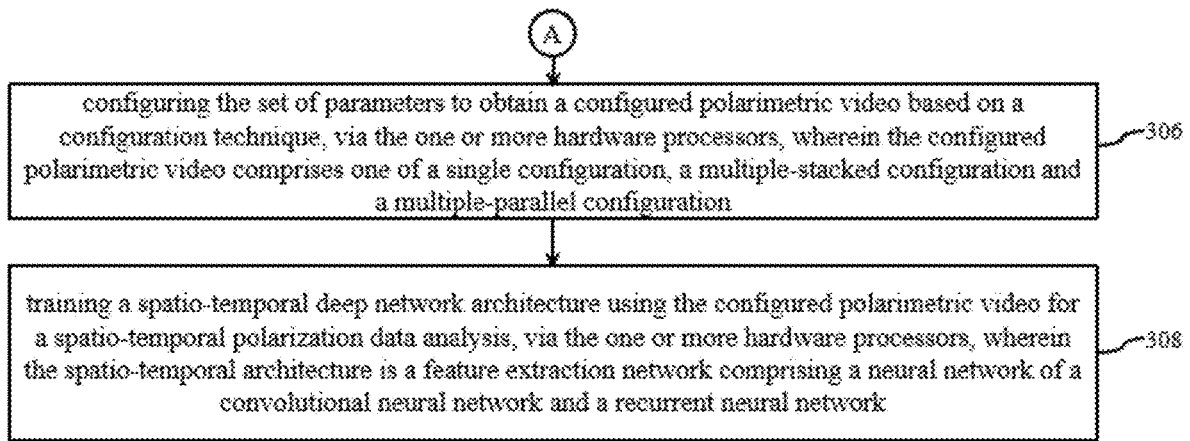 A
configuring the set of parameters to obtain a configured polarimetric video based on a
configuration technique, via the one or more hardware processors, wherein the configured
polarimetric video comprises one of a single configuration, a multiple-stacked configuration and
a multiple-parallel configuration
306
training a spatio-temporal deep network architecture using the configured polarimetric video for
a spatio-temporal polarization data analysis, via the one or more hardware processors, wherein
the spatio-temporal architecture is a feature extraction network comprising a neural network of a
convolutional neural network and a recurrent neural network
308